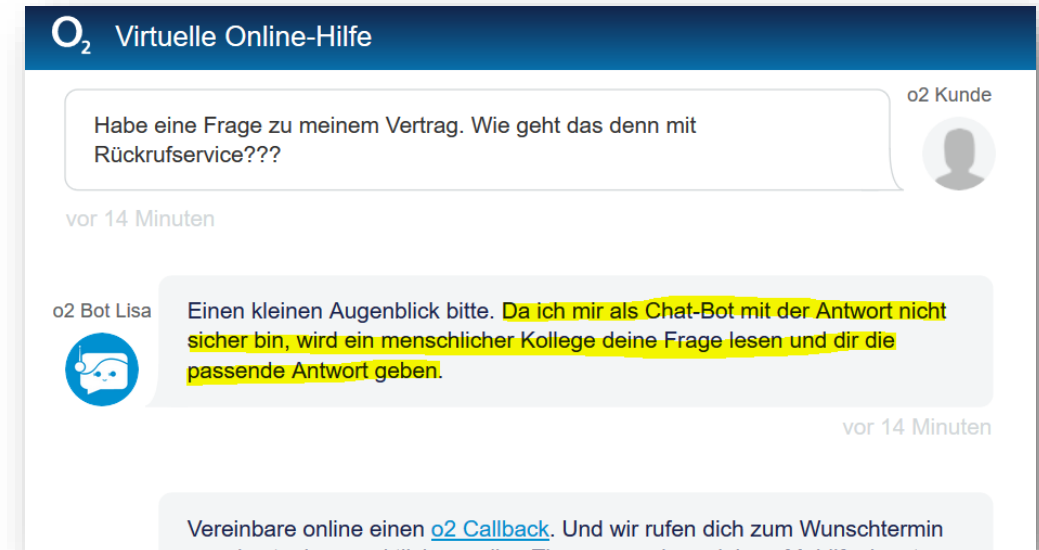 O2 Virtuelle Online-Hilfe
o2 Kunde
Habe eine Frage zu meinem Vertrag. Wie geht das denn mit
Rückrufservice???
vor 14 Minuten
o2 Bot Lisa
Einen kleinen Augenblick bitte. Da ich mir als Chat-Bot mit der Antwort nicht
sicher bin, wird ein menschlicher Kollege deine Frage lesen und dir die
passende Antwort geben.
vor 14 Minuten
Vereinbare online einen o2 Callback. Und wir rufen dich zum Wunschtermin